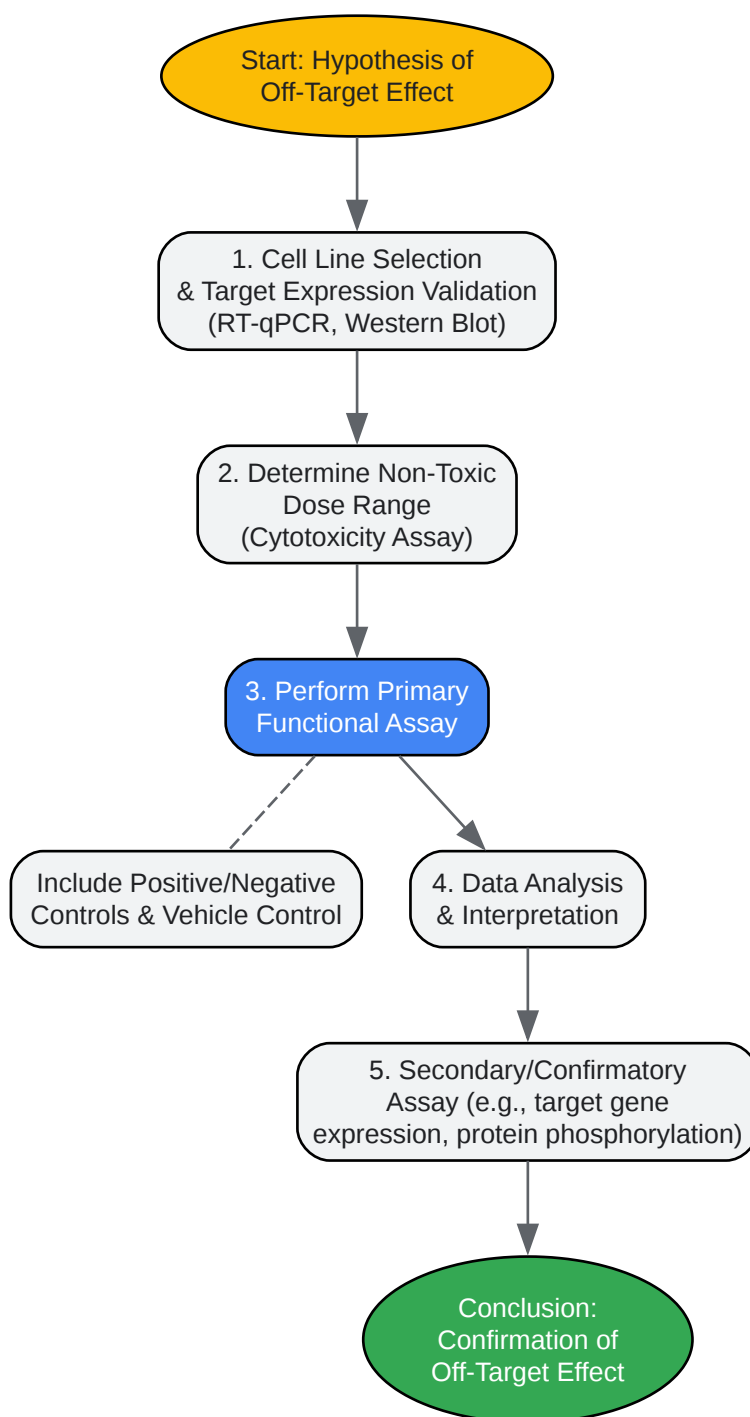 Start: Hypothesis of
Off-Target Effect
1. Cell Line Selection
& Target Expression Validation
(RT-qPCR, Western Blot)
2. Determine Non-Toxic
Dose Range
(Cytotoxicity Assay)
3. Perform Primary
Functional Assay
Include Positive/Negative
Controls & Vehicle Control
4. Data Analysis
& Interpretation
5. Secondary/Confirmatory
Assay (e.g., target gene
expression, protein phosphorylation)
Conclusion:
Confirmation of
Off-Target Effect